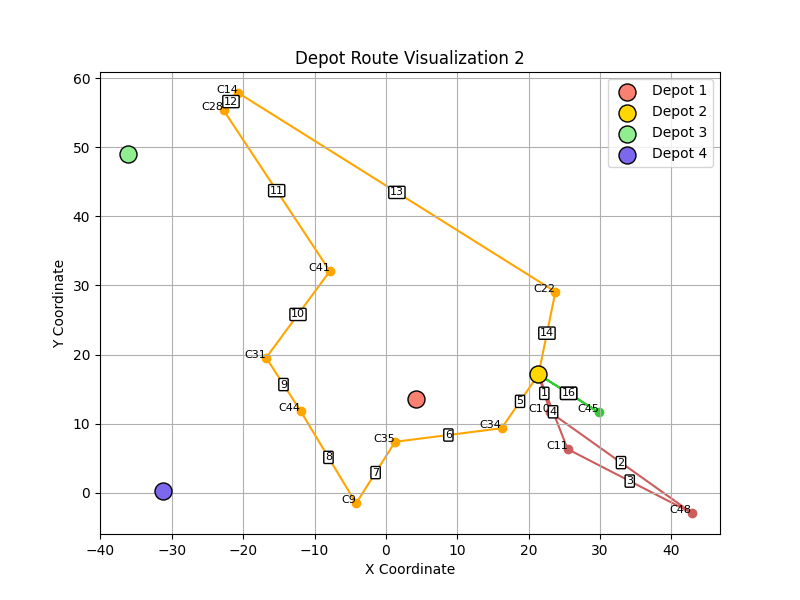 Depot Route Visualization 2
Depot 1
Depot 2
Depot 3
Depot 4
Y Coordinate
60
50
40
30
20
10
0
C14
12
C28
11
13
C41
C22
10
14
C31
9
1
16
C44
5
C10
4
C45
C34
6
C35
C11
8
7
2
3
C9
C48
−40
−30
−20
−10
0
10
20
30
40
X Coordinate